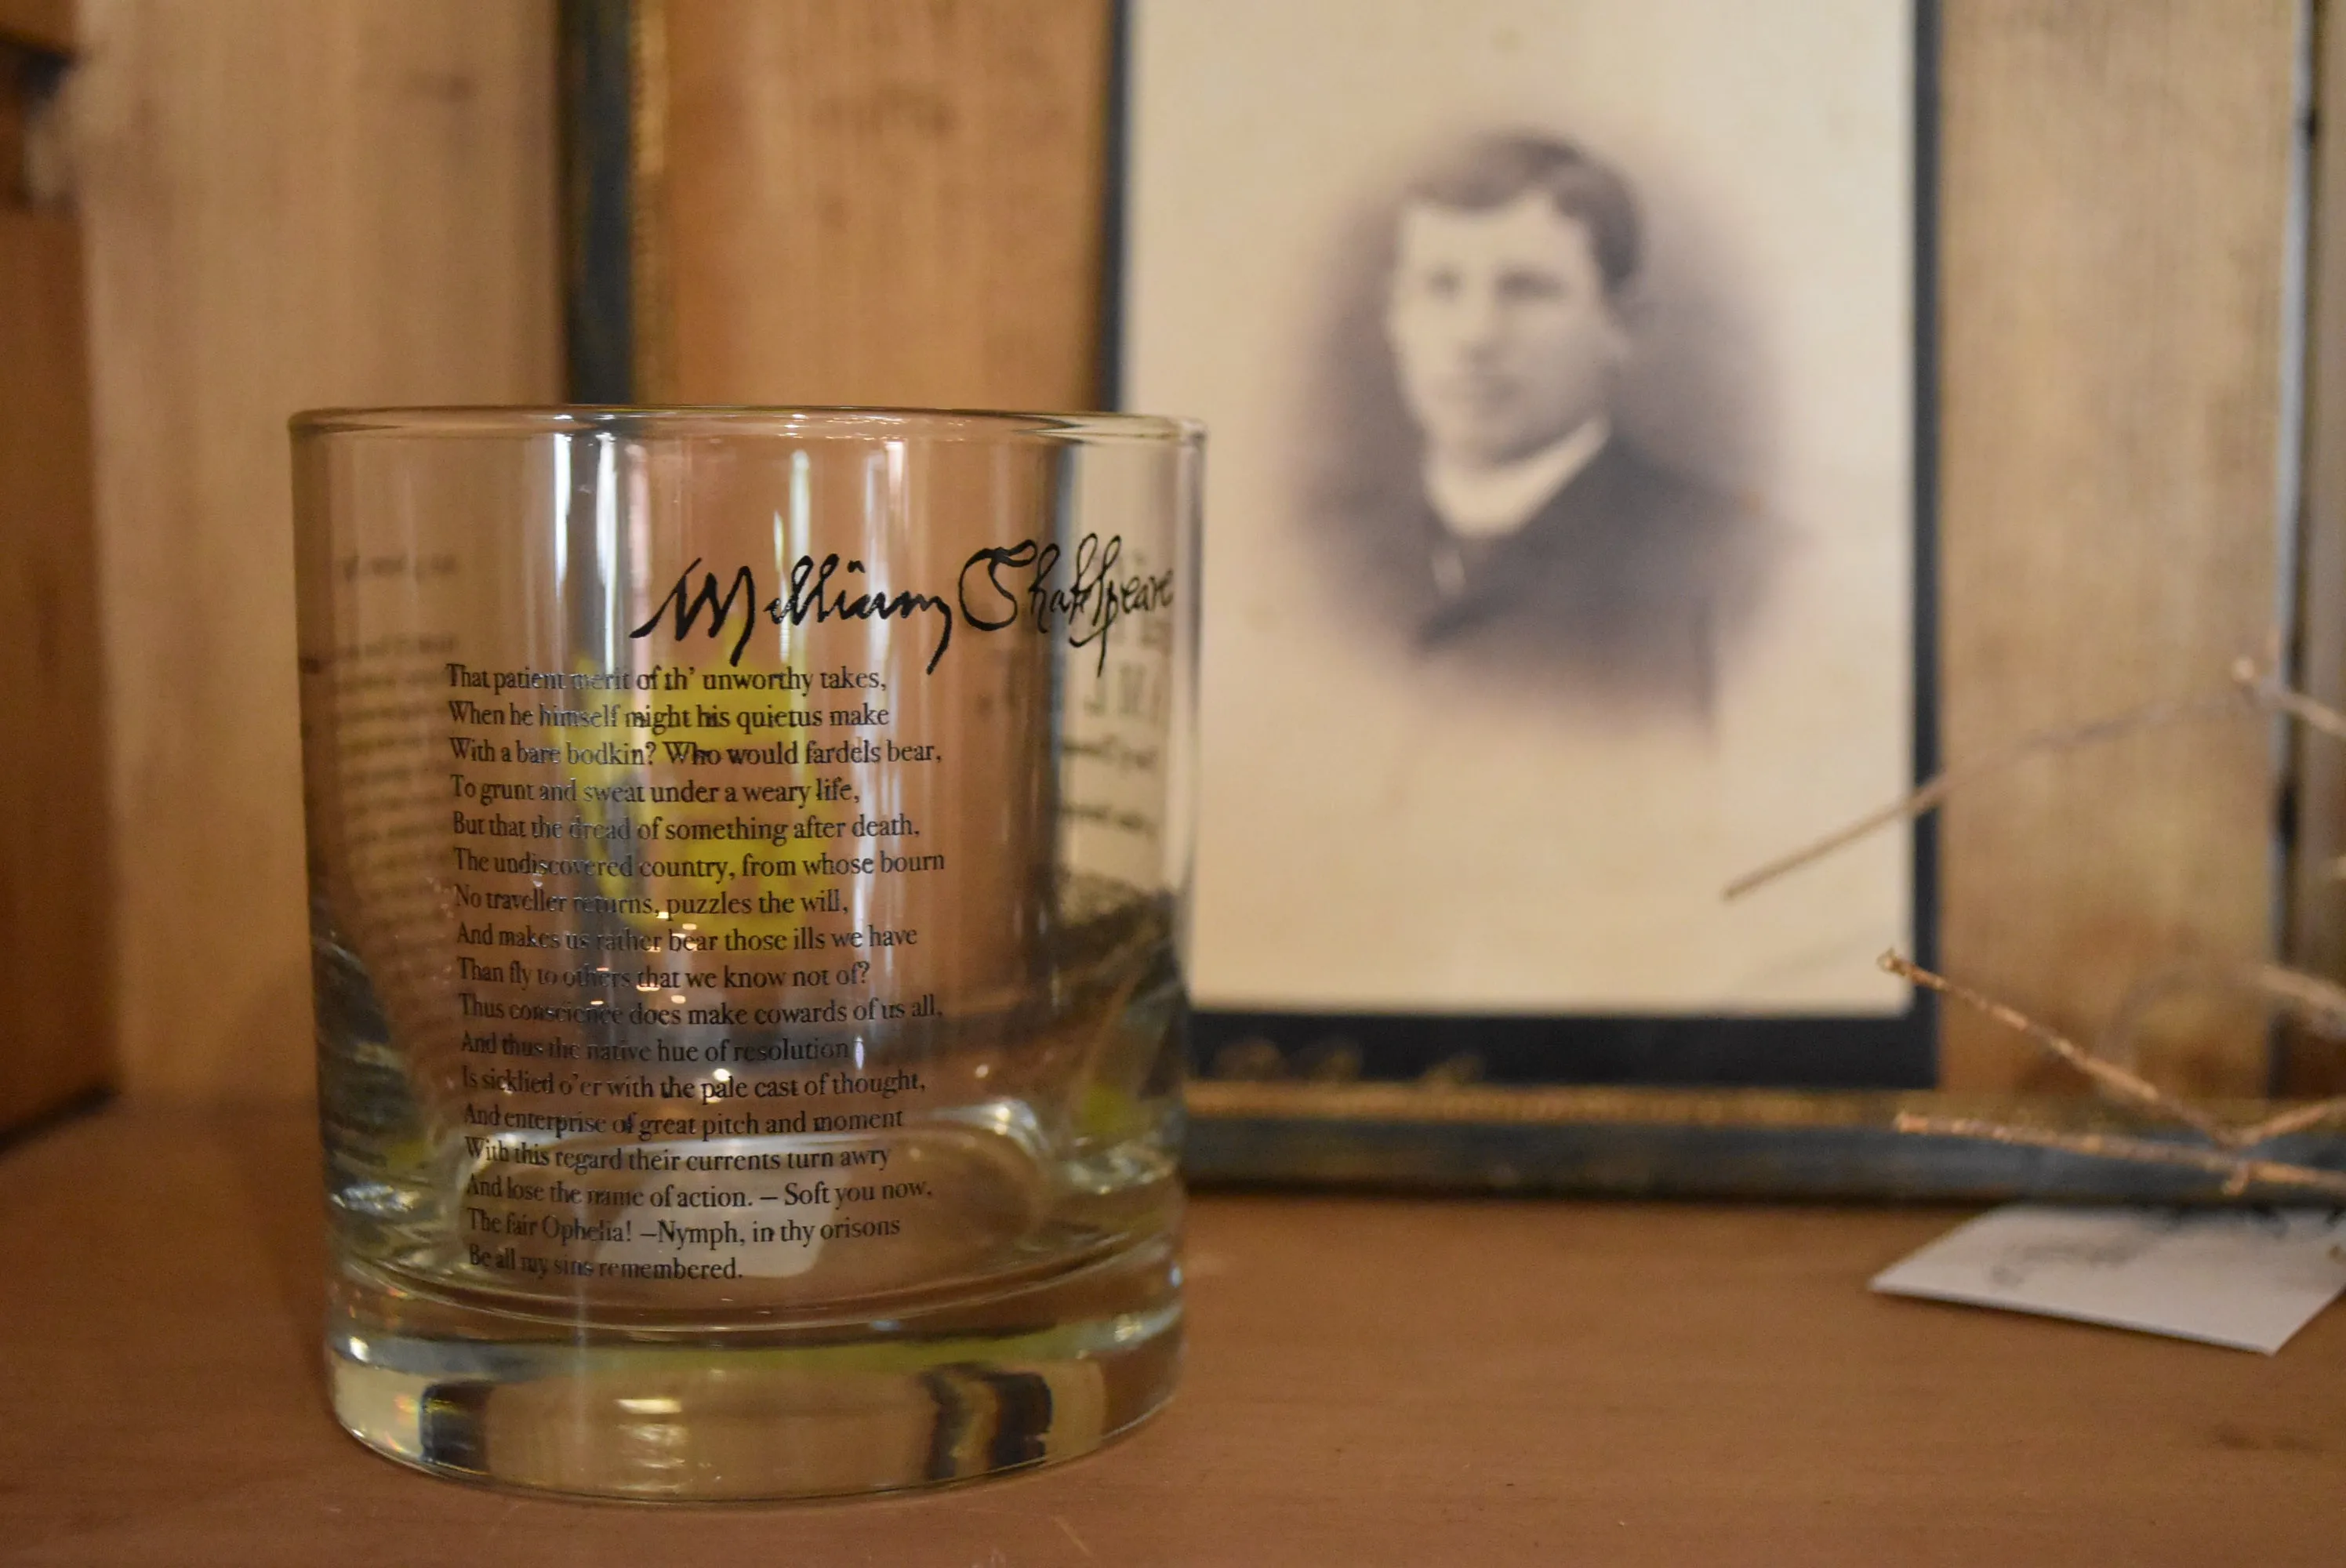 William Shakspeare
That patient merit of th' unworthy takes,
When he himself might his quietus make
With a bare bodkin? Who would fardels bear,
To grunt and sweat under a weary life,
But that the dread of something after death,
The undiscovered country, from whose bourn
No traveller returns, puzzles the will,
And makes us rather bear those ills we have
Than fly to others that we know not of?
Thus conscience does make cowards of us all,
And thus the native hue of resolution
Is sicklied o'er with the pale cast of thought,
And enterprise of great pitch and moment
With this regard their currents turn awry
And lose the name of action. – Soft you now,
The fair Ophelia! –Nymph, in thy orisons
Be all my sins remembered.